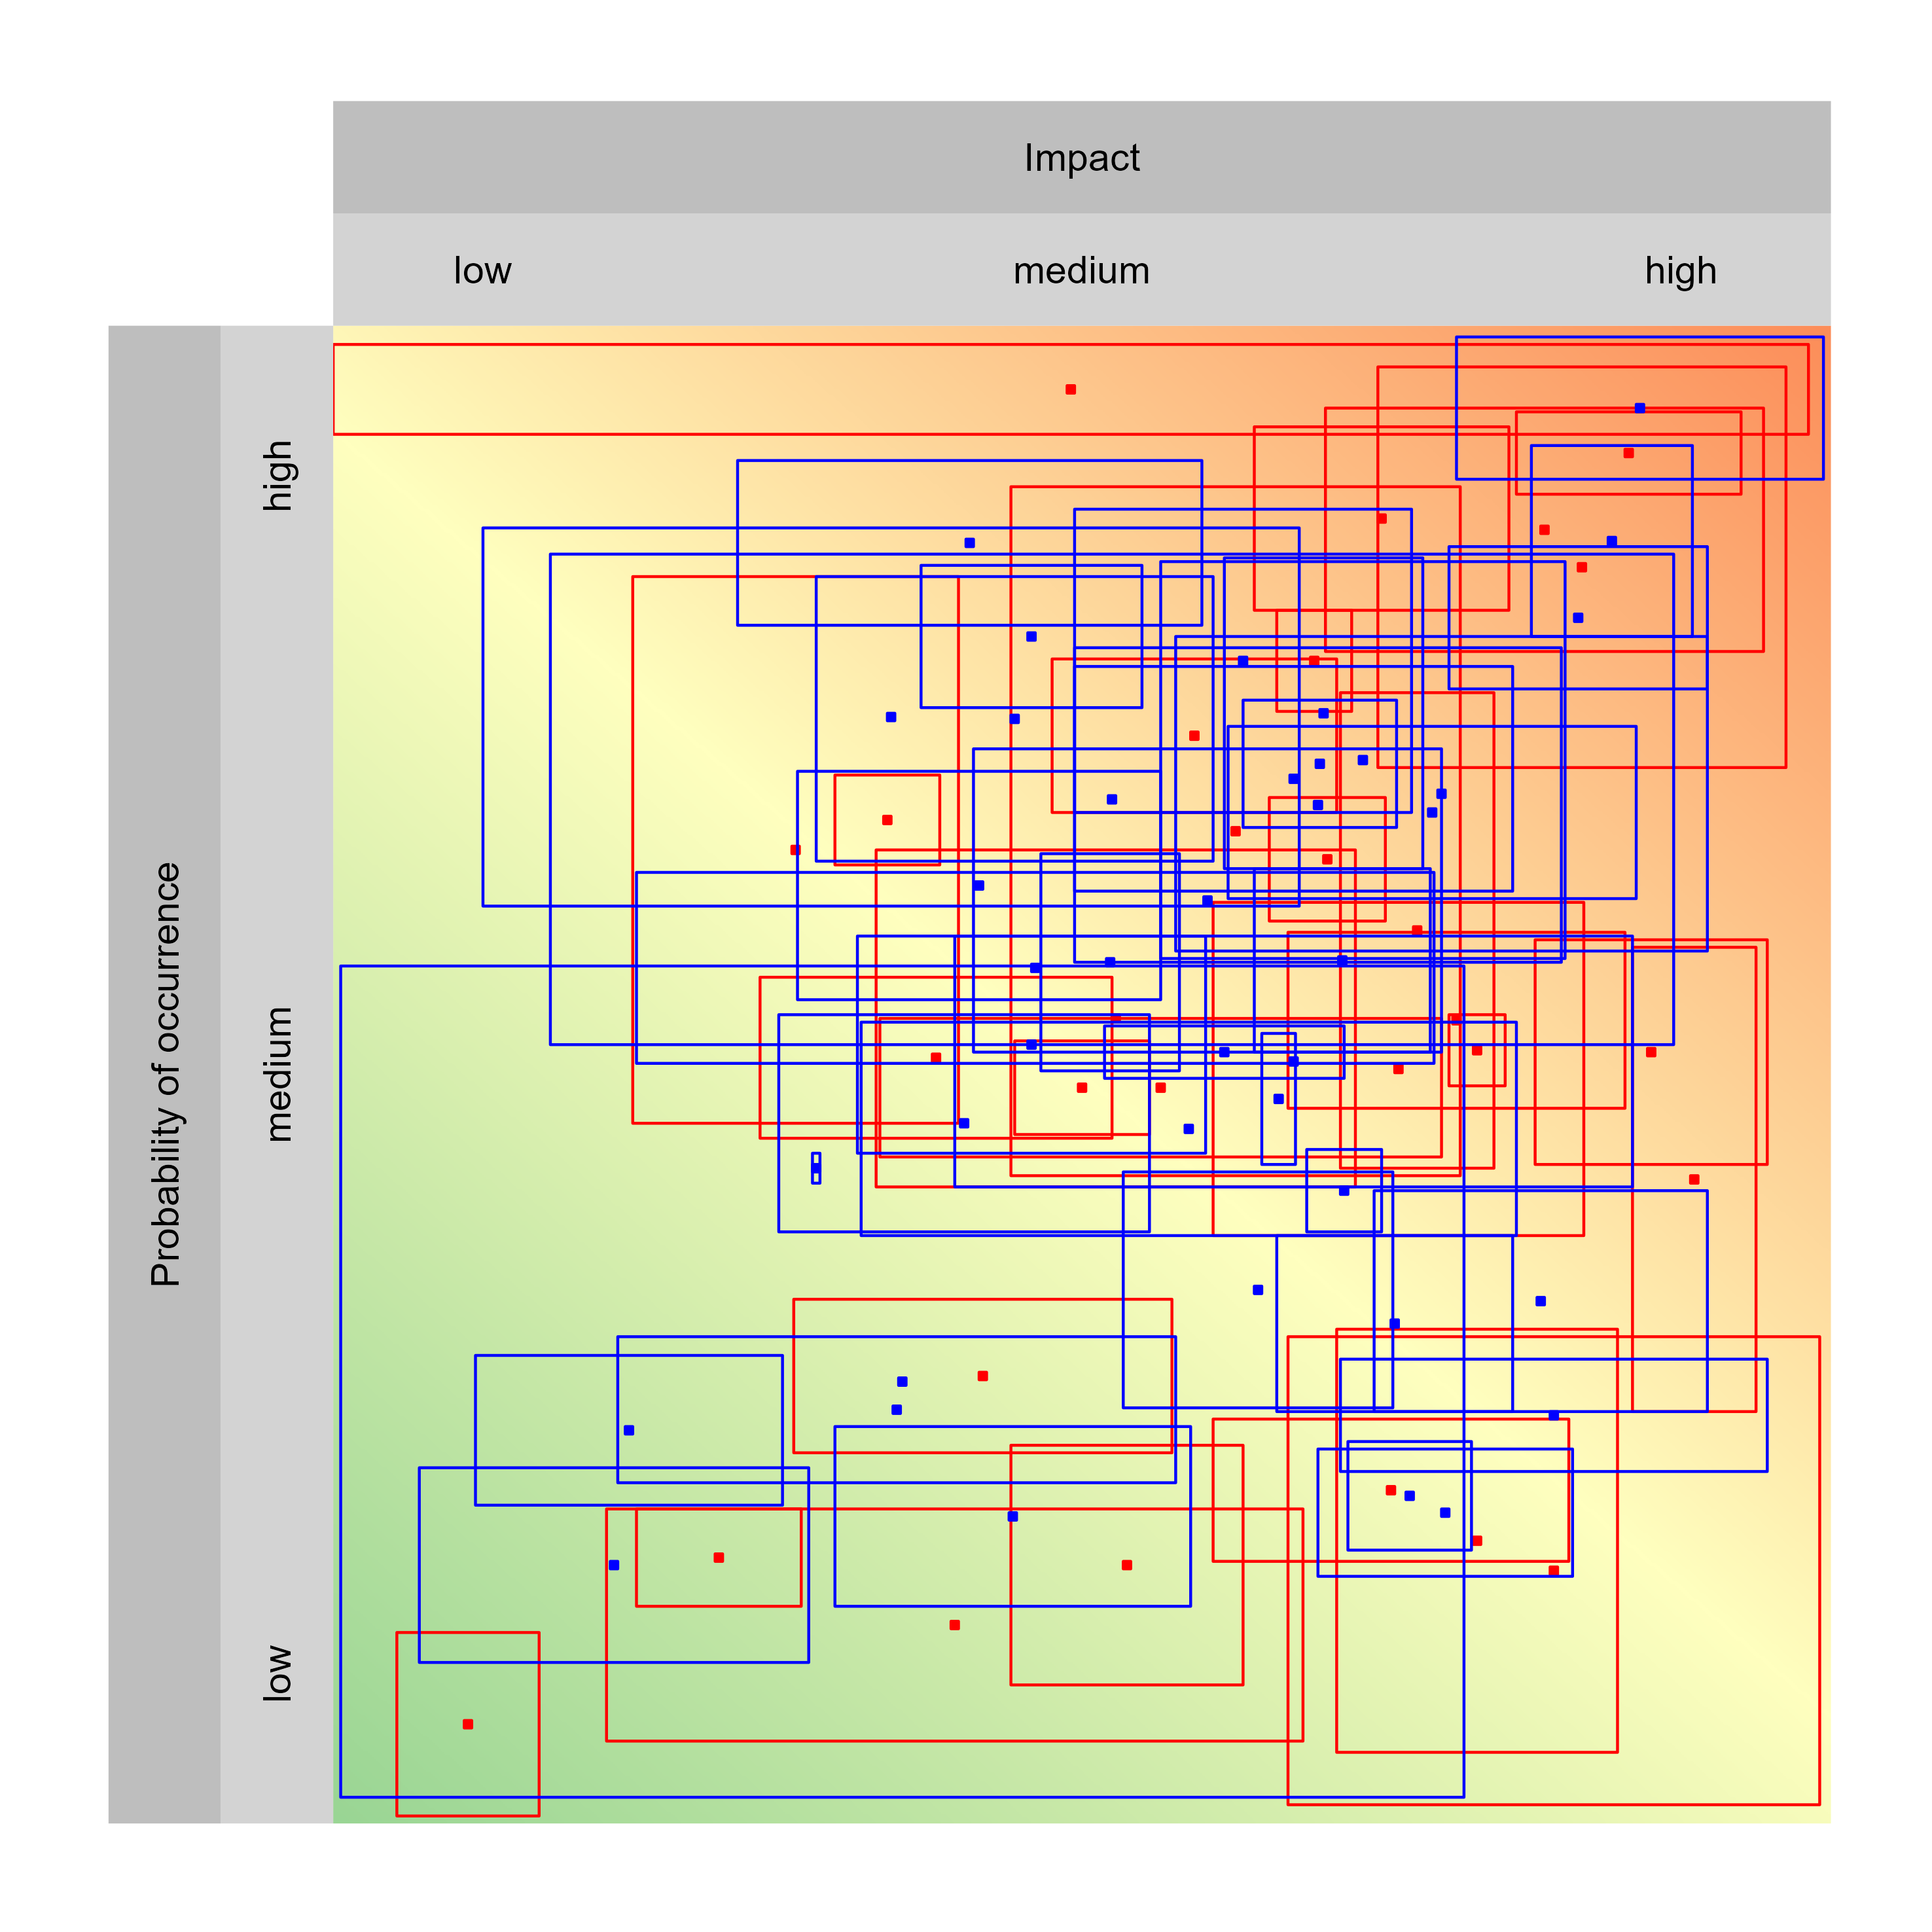 Impact
low medium high
Probability of occurrence
high
medium
low